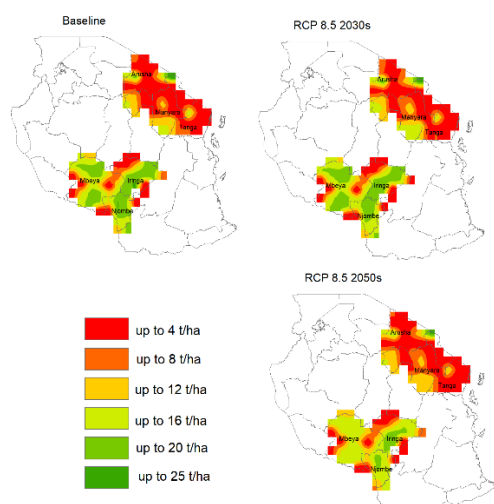 Baseline
RCP 8.5 2030s
Arusha
Manyara
Tanga
Mbeya
Iringa
Njombe
Arusha
Manyara
Tanga
Mbeya
Iringa
Njombe
RCP 8.5 2050s
up to 4 t/ha
up to 8 t/ha
up to 12 t/ha
up to 16 t/ha
up to 20 t/ha
up to 25 t/ha
Arusha
Manyara
Tanga
Mbeya
Iringa
Njombe